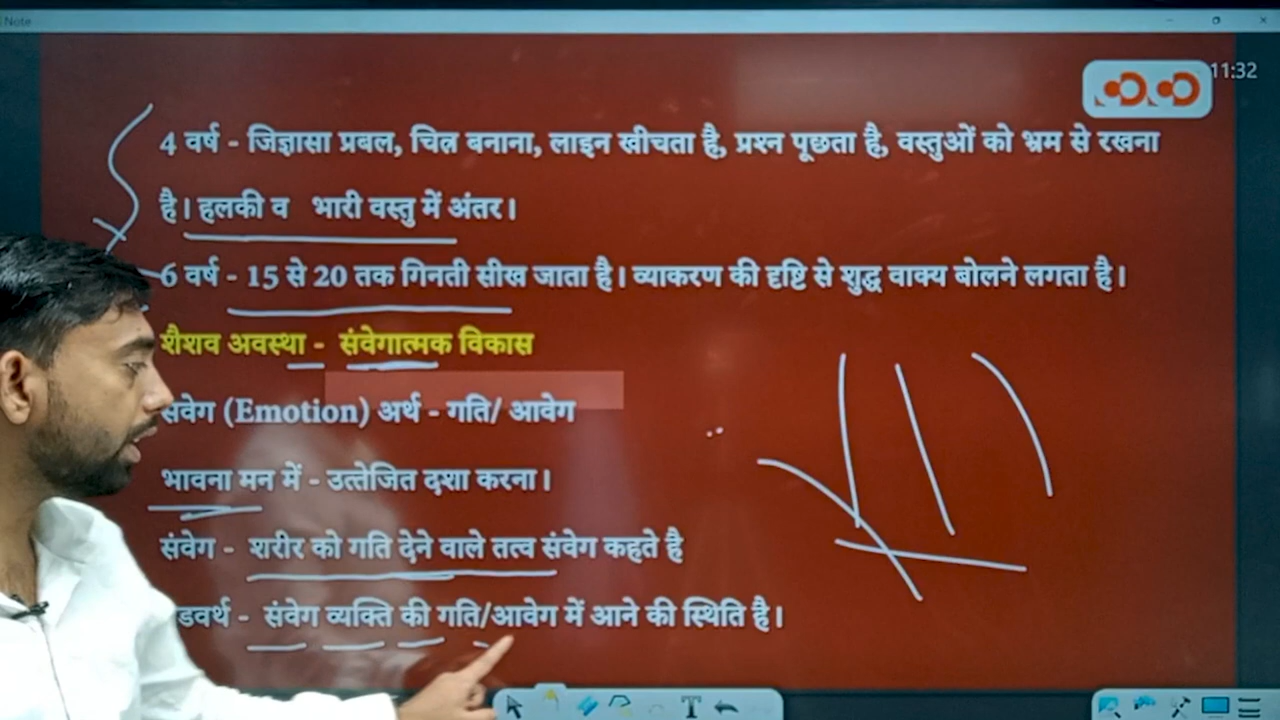 Note
11:32
4 वर्ष - जिज्ञासा प्रबल, चित्र बनाना, लाइन खीचता है, प्रश्न पूछता है, वस्तुओं को भ्रम से रखना
है। हलकी व भारी वस्तु में अंतर।
6 वर्ष - 15 से 20 तक गिनती सीख जाता है। व्याकरण की दृष्टि से शुद्ध वाक्य बोलने लगता है।
शैशव अवस्था - संवेगात्मक विकास
संवेग (Emotion) अर्थ - गति/ आवेग
भावना मन में - उत्तेजित दशा करना।
संवेग - शरीर को गति देने वाले तत्व संवेग कहते है
डवर्थ - संवेग व्यक्ति की गति/आवेग में आने की स्थिति है।
T